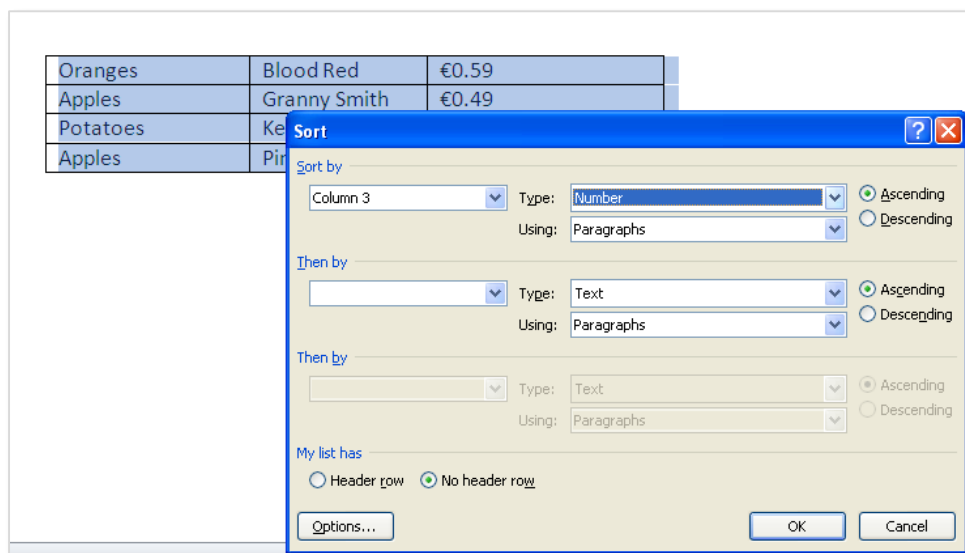 Oranges Blood Red €0.59
Apples Granny Smith €0.49
Potatoes Ke
Apples Pin
Sort
Sort by
Column 3 Type: Number Ascending
Using: Paragraphs Descending
Then by
Type: Text Ascending
Using: Paragraphs Descending
Then by
Type: Text Ascending
Using: Paragraphs Descending
My list has
Header row No header row
Options... OK Cancel